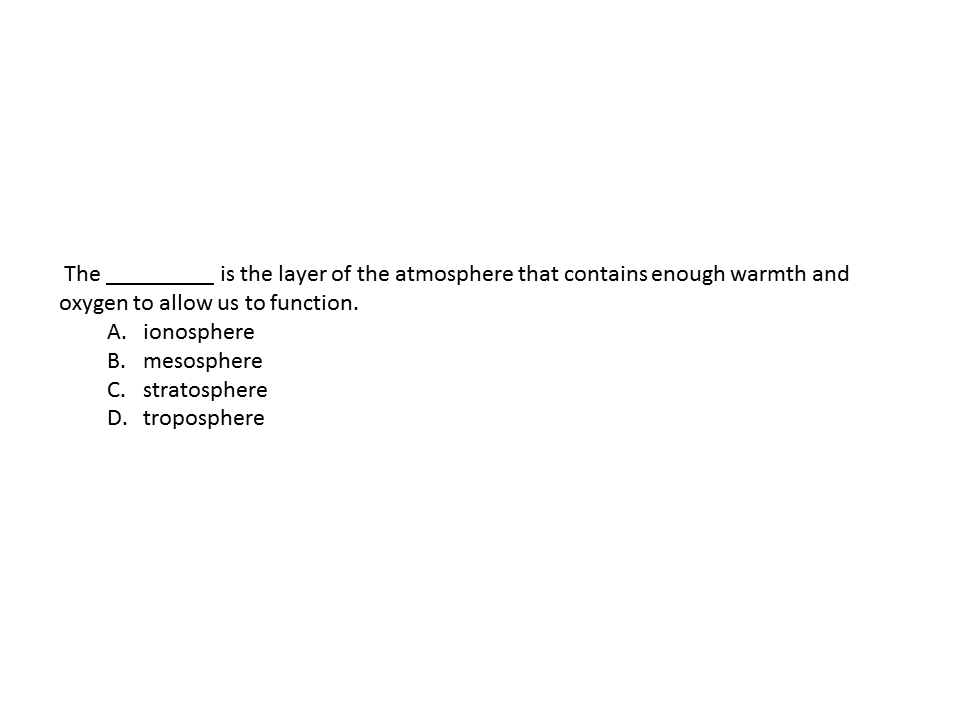 The _________ is the layer of the atmosphere that contains enough warmth and
oxygen to allow us to function.
A. ionosphere
B. mesosphere
C. stratosphere
D. troposphere